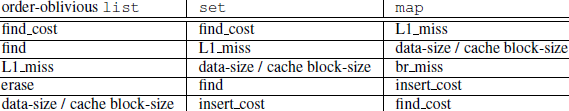 order-oblivious list set map
find_cost find_cost L1_miss
find L1_miss data-size / cache block-size
L1_miss data-size / cache block-size br_miss
erase find insert_cost
data-size / cache block-size insert_cost find_cost